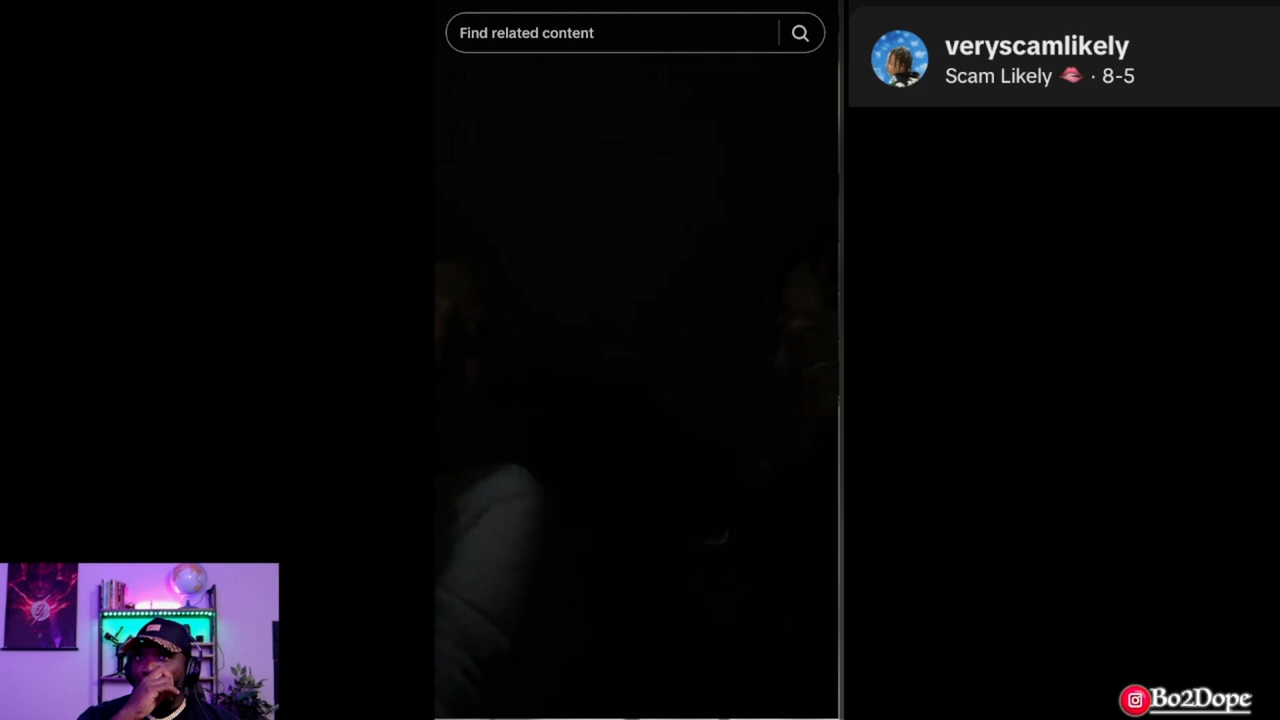 Find related content
veryscamlikely
Scam Likely 💋 · 8-5
Bo2Dope